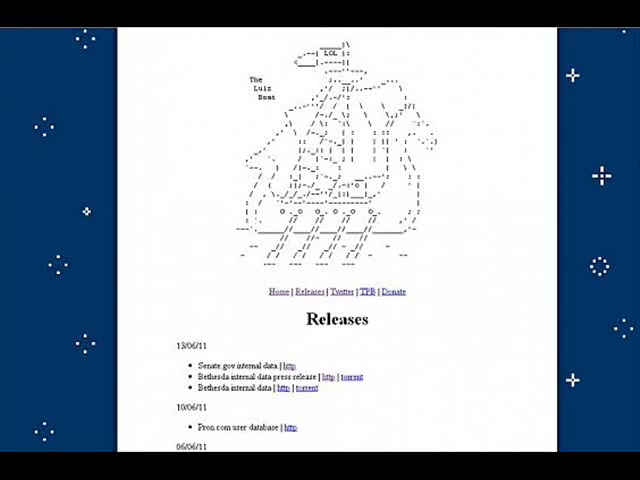 LOL
The
Luiz
Boat
Home | Releases | Twitter | TPB | Donate
Releases
13/06/11
Senate.gov internal data | http
Bethesda internal data press release | http | torrent
Bethesda internal data | http | torrent
10/06/11
Pron.com user database | http
06/06/11